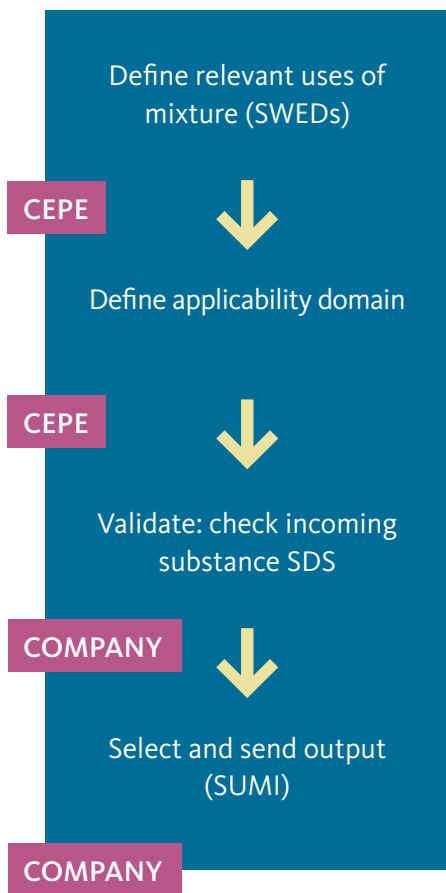 Define relevant uses of
mixture (SWEDs)
CEPE
Define applicability domain
CEPE
Validate: check incoming
substance SDS
COMPANY
Select and send output
(SUMI)
COMPANY